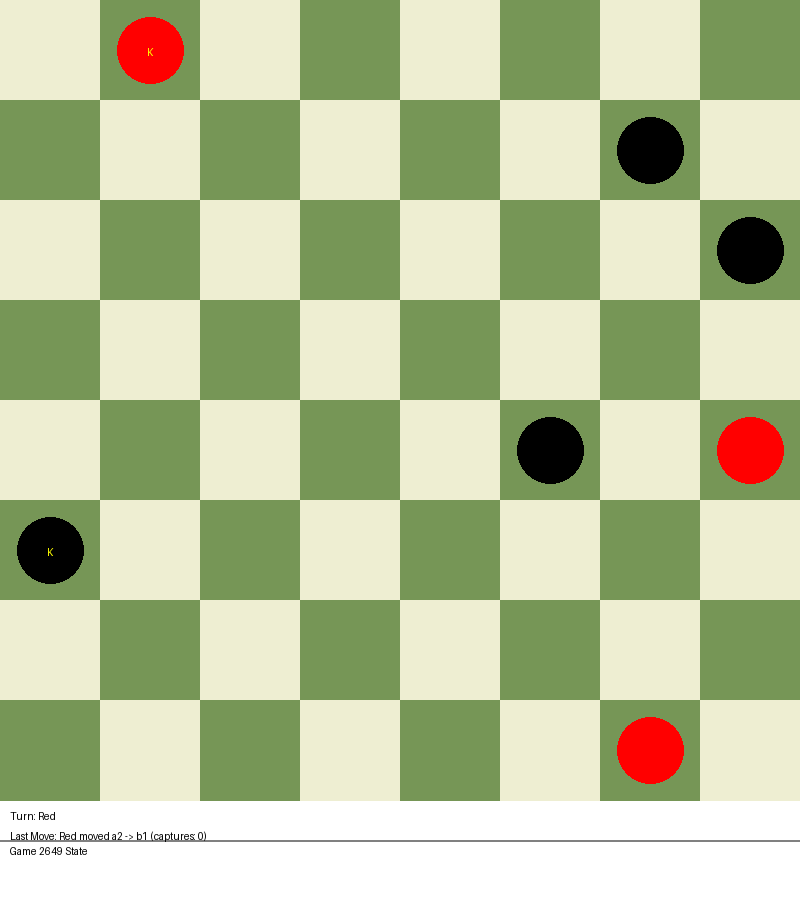 K
K
Turn: Red
Last Move: Red moved a2 -> b1 (captures: 0)
Game 2649 State